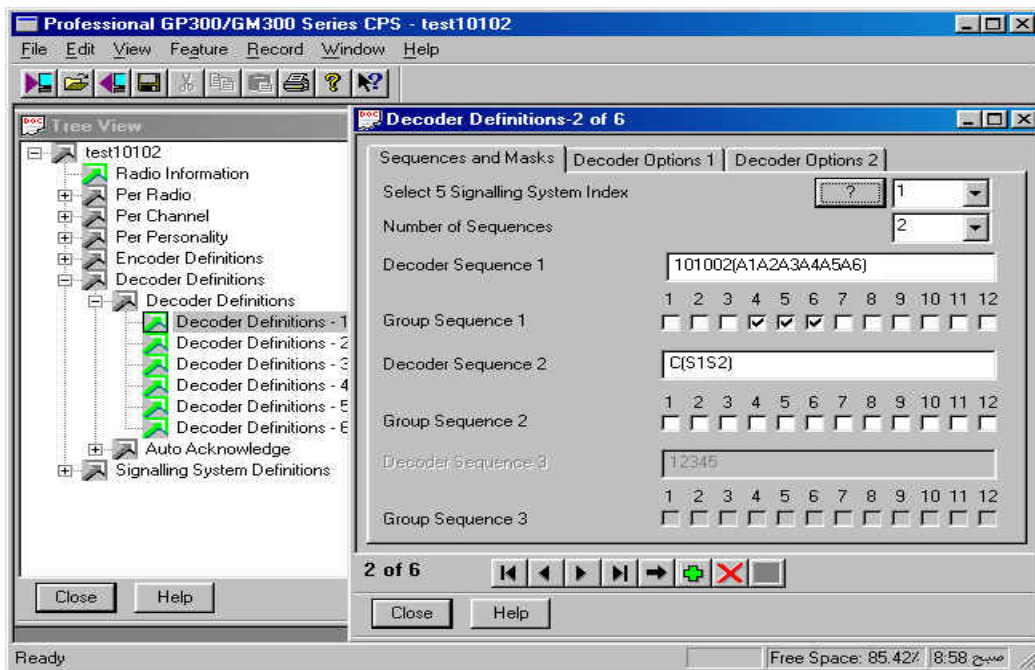 Professional GP300/GM300 Series CPS - test10102
File Edit View Feature Record Window Help
Tree View
test10102
Radio Information
Per Radio
Per Channel
Per Personality
Encoder Definitions
Decoder Definitions
Decoder Definitions
Decoder Definitions - 1
Decoder Definitions - 2
Decoder Definitions - 3
Decoder Definitions - 4
Decoder Definitions - 5
Decoder Definitions - 6
Auto Acknowledge
Signalling System Definitions
Close Help
Decoder Definitions-2 of 6
Sequences and Masks Decoder Options 1 Decoder Options 2
Select 5 Signalling System Index ? 1
Number of Sequences 2
Decoder Sequence 1 101002(A1A2A3A4A5A6)
1 2 3 4 5 6 7 8 9 10 11 12
Group Sequence 1
Decoder Sequence 2 C(S1S2)
1 2 3 4 5 6 7 8 9 10 11 12
Group Sequence 2
Decoder Sequence 3 12345
1 2 3 4 5 6 7 8 9 10 11 12
Group Sequence 3
2 of 6
Close Help
Ready Free Space: 85.42% 8:58 صبح